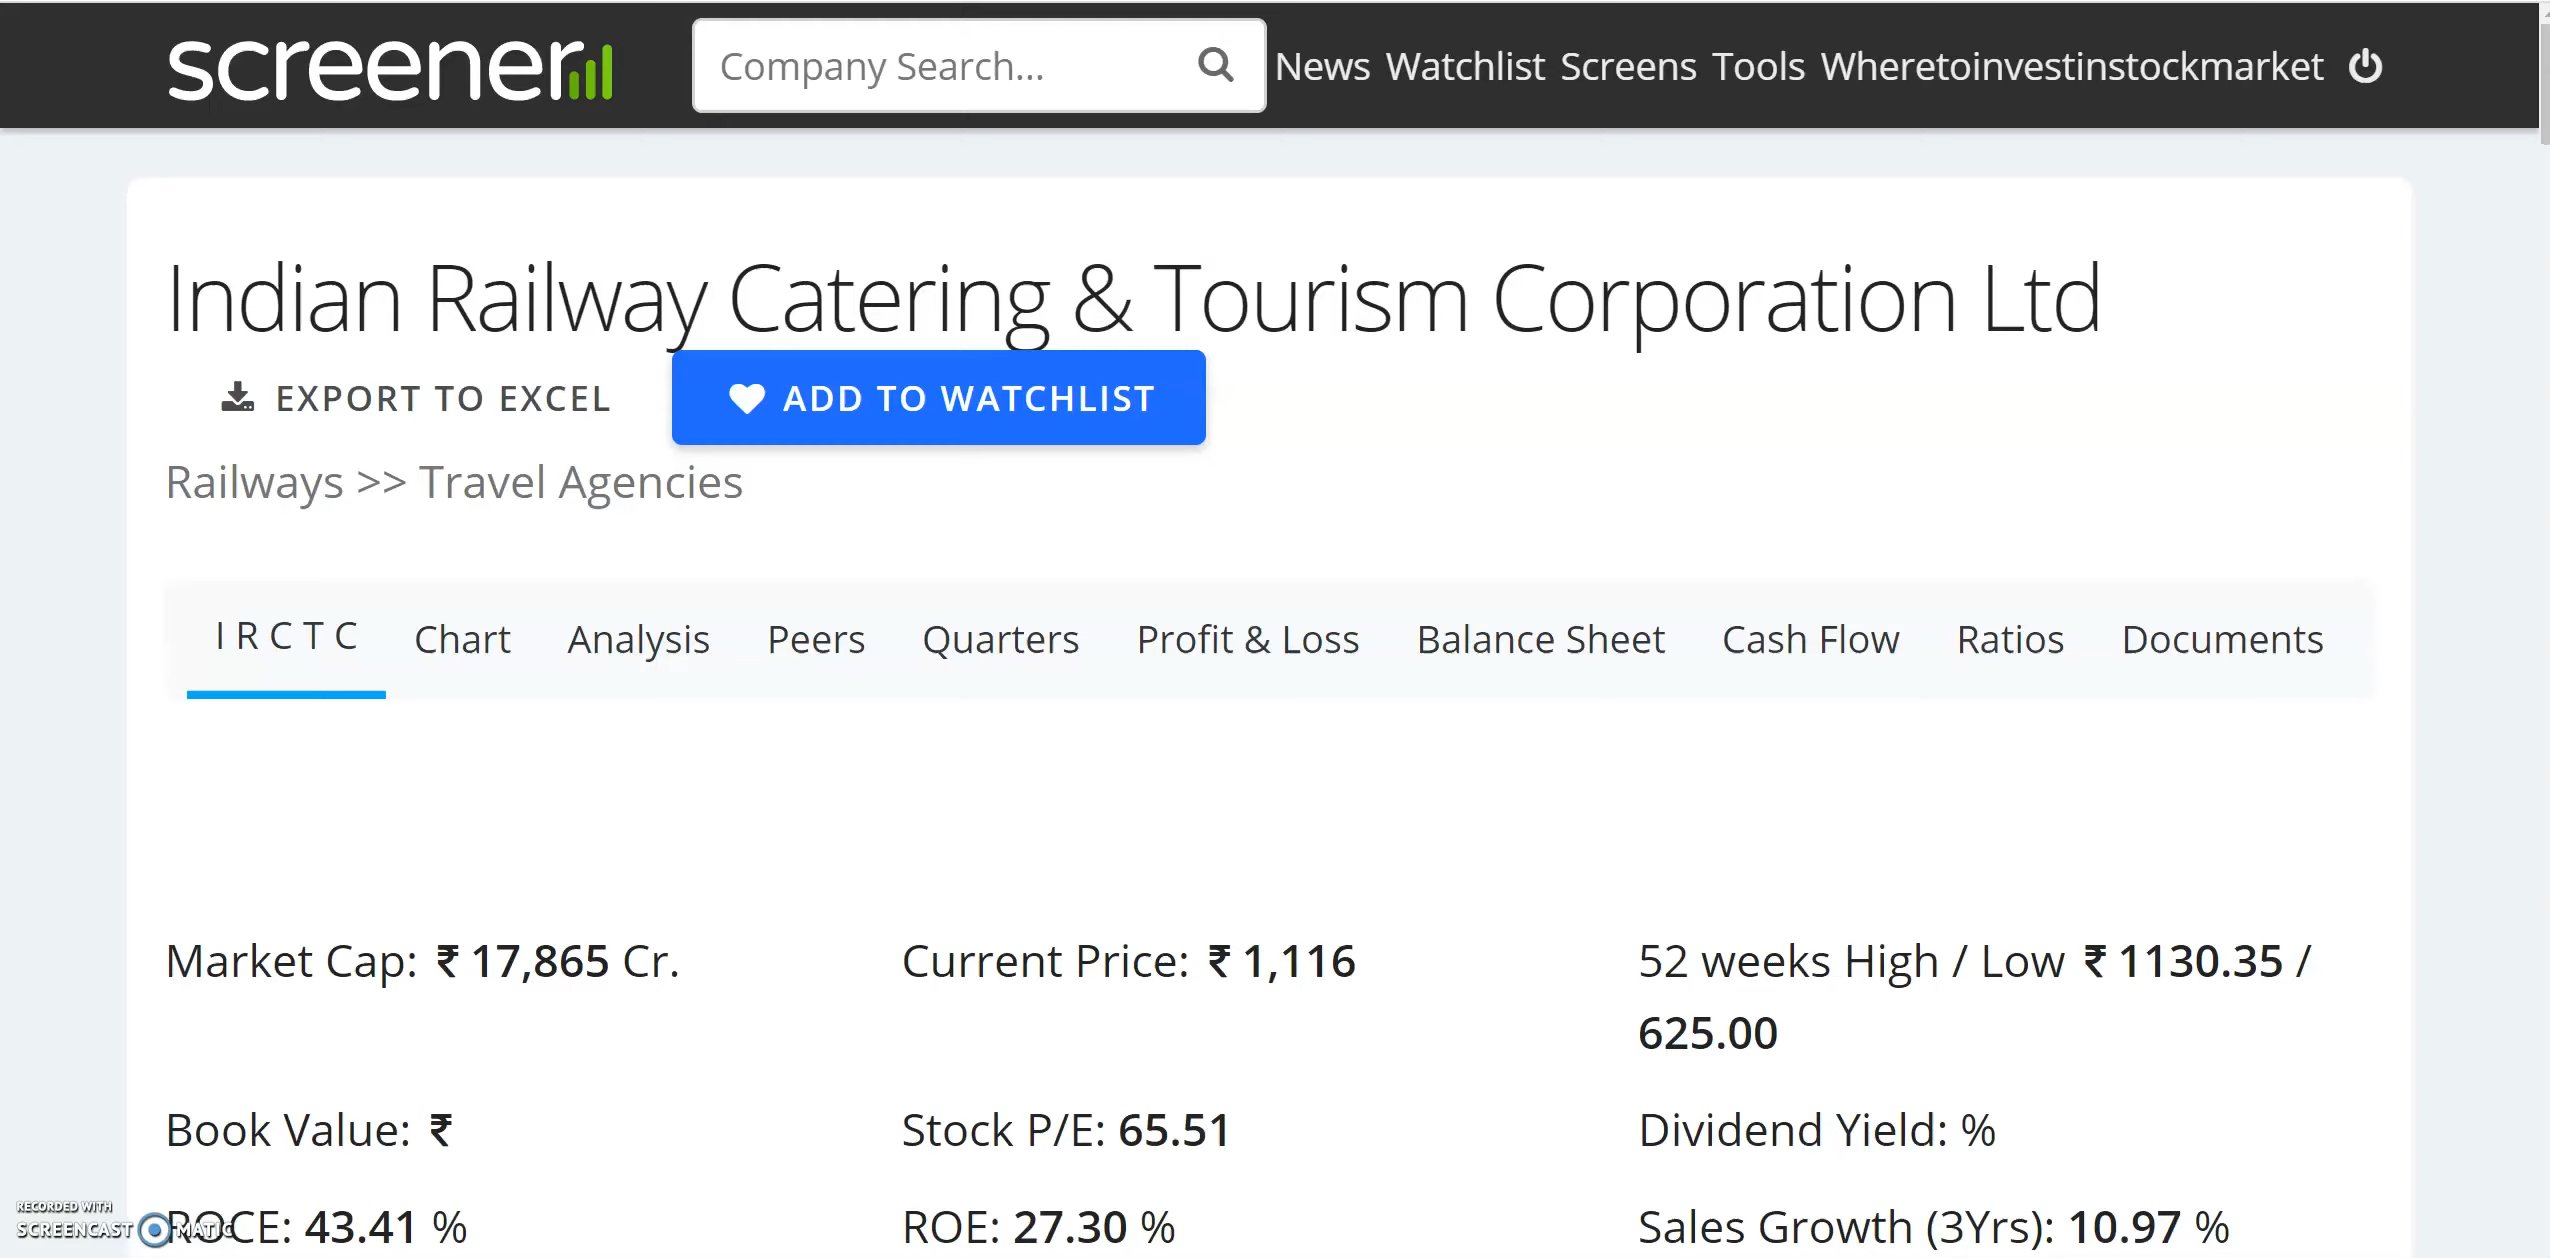 screener
Company Search... News Watchlist Screens Tools Wheretoinvestinstockmarket
Indian Railway Catering & Tourism Corporation Ltd
EXPORT TO EXCEL ADD TO WATCHLIST
Railways >> Travel Agencies
I R C T C Chart Analysis Peers Quarters Profit & Loss Balance Sheet Cash Flow Ratios Documents
Market Cap: ₹ 17,865 Cr. Current Price: ₹ 1,116 52 weeks High / Low ₹ 1130.35 /
625.00
Book Value: ₹ Stock P/E: 65.51 Dividend Yield: %
ROCE: 43.41 % ROE: 27.30 % Sales Growth (3Yrs): 10.97 %
RECORDED WITH
SCREENCAST MATIC